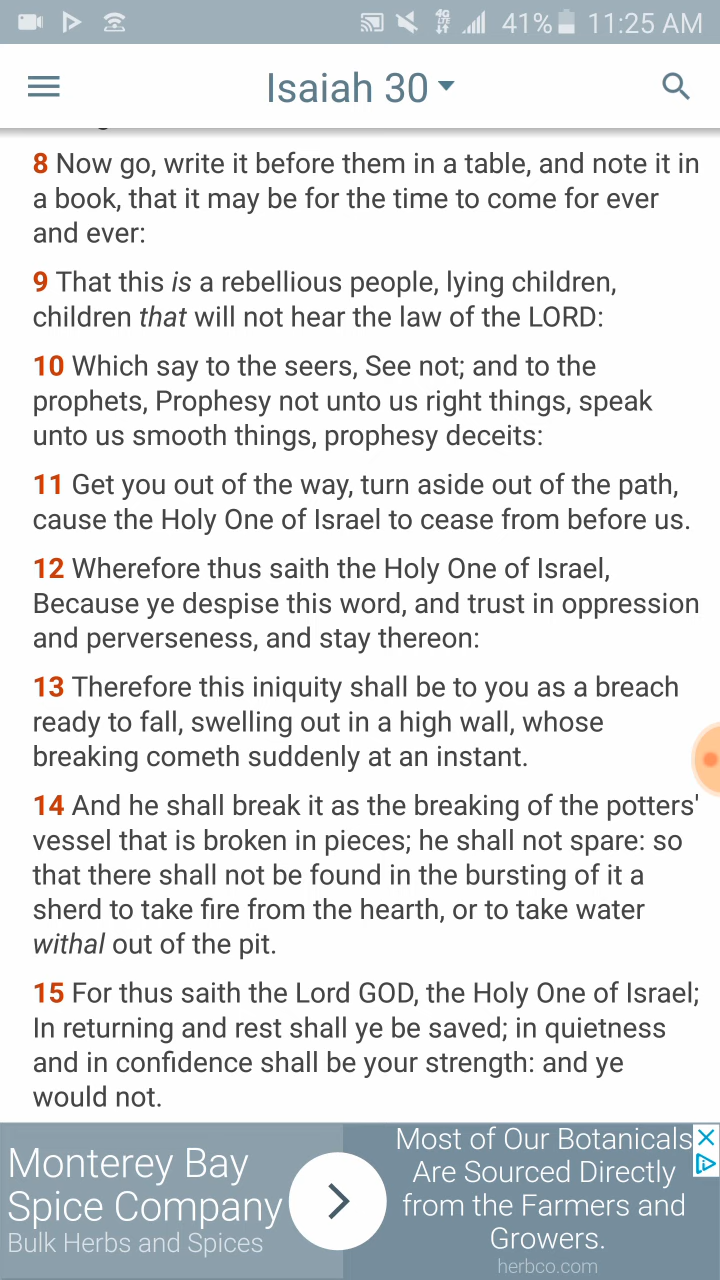 41% 11:25 AM
Isaiah 30
8 Now go, write it before them in a table, and note it in
a book, that it may be for the time to come for ever
and ever:
9 That this is a rebellious people, lying children,
children that will not hear the law of the LORD:
10 Which say to the seers, See not; and to the
prophets, Prophesy not unto us right things, speak
unto us smooth things, prophesy deceits:
11 Get you out of the way, turn aside out of the path,
cause the Holy One of Israel to cease from before us.
12 Wherefore thus saith the Holy One of Israel,
Because ye despise this word, and trust in oppression
and perverseness, and stay thereon:
13 Therefore this iniquity shall be to you as a breach
ready to fall, swelling out in a high wall, whose
breaking cometh suddenly at an instant.
14 And he shall break it as the breaking of the potters'
vessel that is broken in pieces; he shall not spare: so
that there shall not be found in the bursting of it a
sherd to take fire from the hearth, or to take water
withal out of the pit.
15 For thus saith the Lord GOD, the Holy One of Israel;
In returning and rest shall ye be saved; in quietness
and in confidence shall be your strength: and ye
would not.
Monterey Bay
Spice Company
Bulk Herbs and Spices
Most of Our Botanicals
Are Sourced Directly
from the Farmers and
Growers.
herbco.com